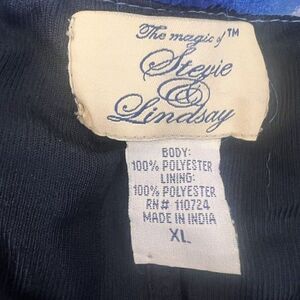 The magic of™
Stevie
&
Lindsay
BODY:
100% POLYESTER
LINING:
100% POLYESTER
RN# 110724
MADE IN INDIA
XL